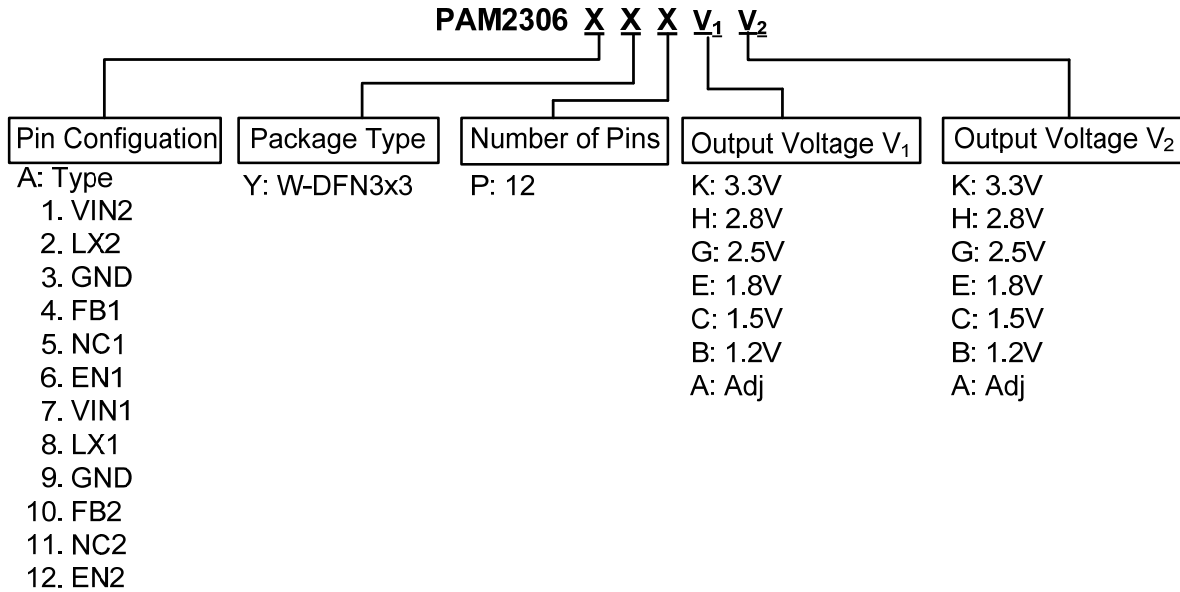 PAM2306 X X X V₁ V₂
Pin Configuation
A: Type
1. VIN2
2. LX2
3. GND
4. FB1
5. NC1
6. EN1
7. VIN1
8. LX1
9. GND
10. FB2
11. NC2
12. EN2
Package Type
Y: W-DFN3x3
Number of Pins
P: 12
Output Voltage V₁
K: 3.3V
H: 2.8V
G: 2.5V
E: 1.8V
C: 1.5V
B: 1.2V
A: Adj
Output Voltage V₂
K: 3.3V
H: 2.8V
G: 2.5V
E: 1.8V
C: 1.5V
B: 1.2V
A: Adj